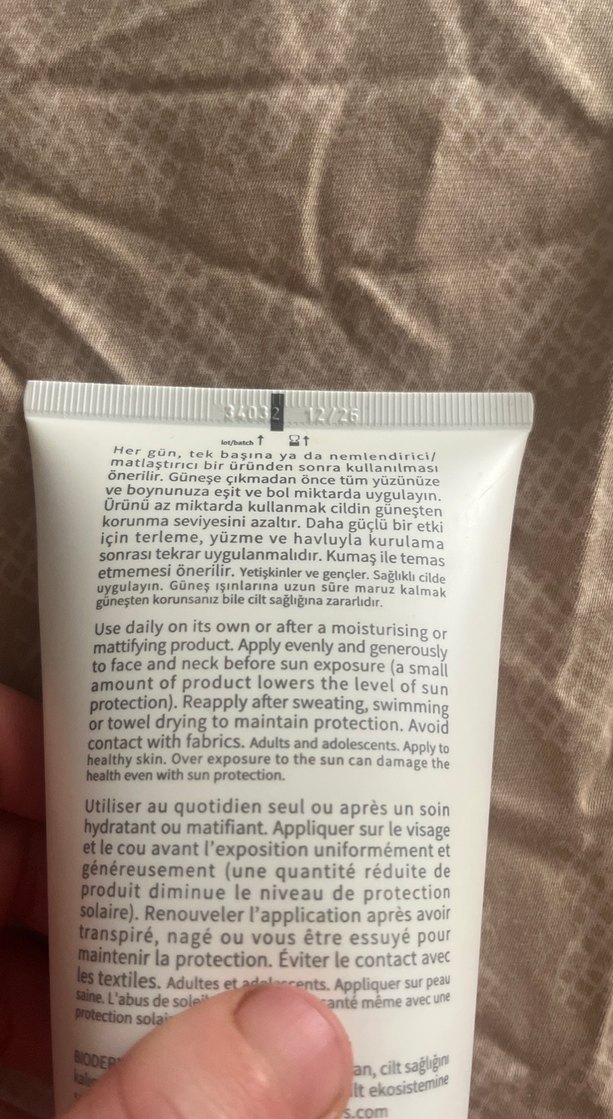 34032 12/26
lot/batch ↑ ↑
Her gün, tek başına ya da nemlendirici/
matlaştırıcı bir üründen sonra kullanılması
önerilir. Güneşe çıkmadan önce tüm yüzünüze
ve boynunuza eşit ve bol miktarda uygulayın.
Ürünü az miktarda kullanmak cildin güneşten
korunma seviyesini azaltır. Daha güçlü bir etki
için terleme, yüzme ve havluyla kurulama
sonrası tekrar uygulanmalıdır. Kumaş ile temas
etmemesi önerilir. Yetişkinler ve gençler. Sağlıklı cilde
uygulayın. Güneş ışınlarına uzun süre maruz kalmak
güneşten korunsanız bile cilt sağlığına zararlıdır.
Use daily on its own or after a moisturising or
mattifying product. Apply evenly and generously
to face and neck before sun exposure (a small
amount of product lowers the level of sun
protection). Reapply after sweating, swimming
or towel drying to maintain protection. Avoid
contact with fabrics. Adults and adolescents. Apply to
healthy skin. Over exposure to the sun can damage the
health even with sun protection.
Utiliser au quotidien seul ou après un soin
hydratant ou matifiant. Appliquer sur le visage
et le cou avant l'exposition uniformément et
généreusement (une quantité réduite de
produit diminue le niveau de protection
solaire). Renouveler l'application après avoir
transpiré, nagé ou vous être essuyé pour
maintenir la protection. Éviter le contact avec
les textiles. Adultes et adolescents. Appliquer sur peau
saine. L'abus de santé même avec une
protection
cilt sağlığını
ekosistemine
.com